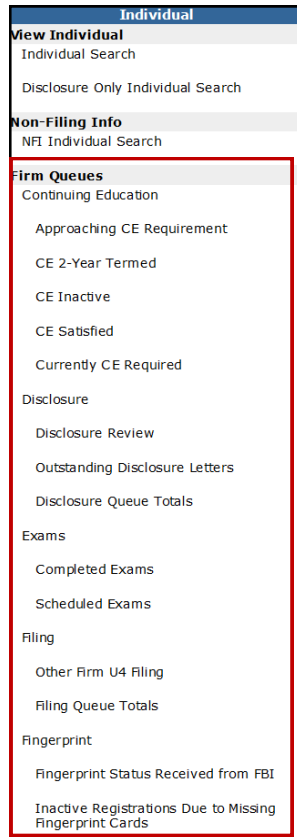 Individual
View Individual
Individual Search
Disclosure Only Individual Search
Non-Filing Info
NFI Individual Search
Firm Queues
Continuing Education
Approaching CE Requirement
CE 2-Year Termed
CE Inactive
CE Satisfied
Currently CE Required
Disclosure
Disclosure Review
Outstanding Disclosure Letters
Disclosure Queue Totals
Exams
Completed Exams
Scheduled Exams
Filing
Other Firm U4 Filing
Filing Queue Totals
Fingerprint
Fingerprint Status Received from FBI
Inactive Registrations Due to Missing
Fingerprint Cards